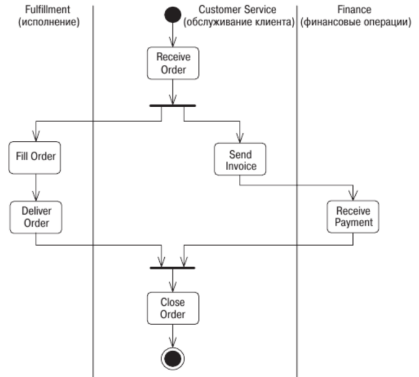 Fulfillment
(исполнение)
Customer Service
(обслуживание клиента)
Finance
(финансовые операции)
Receive
Order
Fill Order
Send
Invoice
Deliver
Order
Receive
Payment
Close
Order